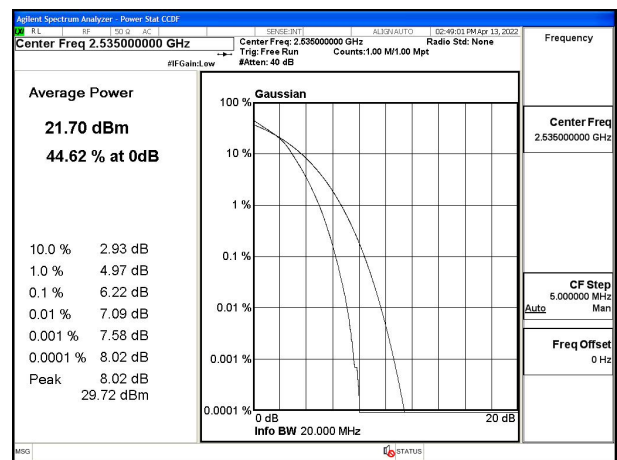 Agilent Spectrum Analyzer - Power Stat CCDF
RL RF 50 Ω AC SENSE:INT ALIGN AUTO 02:49:01 PM Apr 13, 2022
Center Freq 2.535000000 GHz
Center Freq: 2.535000000 GHz Radio Std: None
Trig: Free Run Counts:1.00 M/1.00 Mpt
#IFGain:Low #Atten: 40 dB
Frequency
Average Power
21.70 dBm
44.62 % at 0dB
10.0 % 2.93 dB
1.0 % 4.97 dB
0.1 % 6.22 dB
0.01 % 7.09 dB
0.001 % 7.58 dB
0.0001 % 8.02 dB
Peak 8.02 dB
29.72 dBm
Gaussian
100 %
10 %
1 %
0.1 %
0.01 %
0.001 %
0.0001 %
0 dB 20 dB
Info BW 20.000 MHz
Center Freq
2.535000000 GHz
CF Step
5.000000 MHz
Auto Man
Freq Offset
0 Hz
MSG STATUS